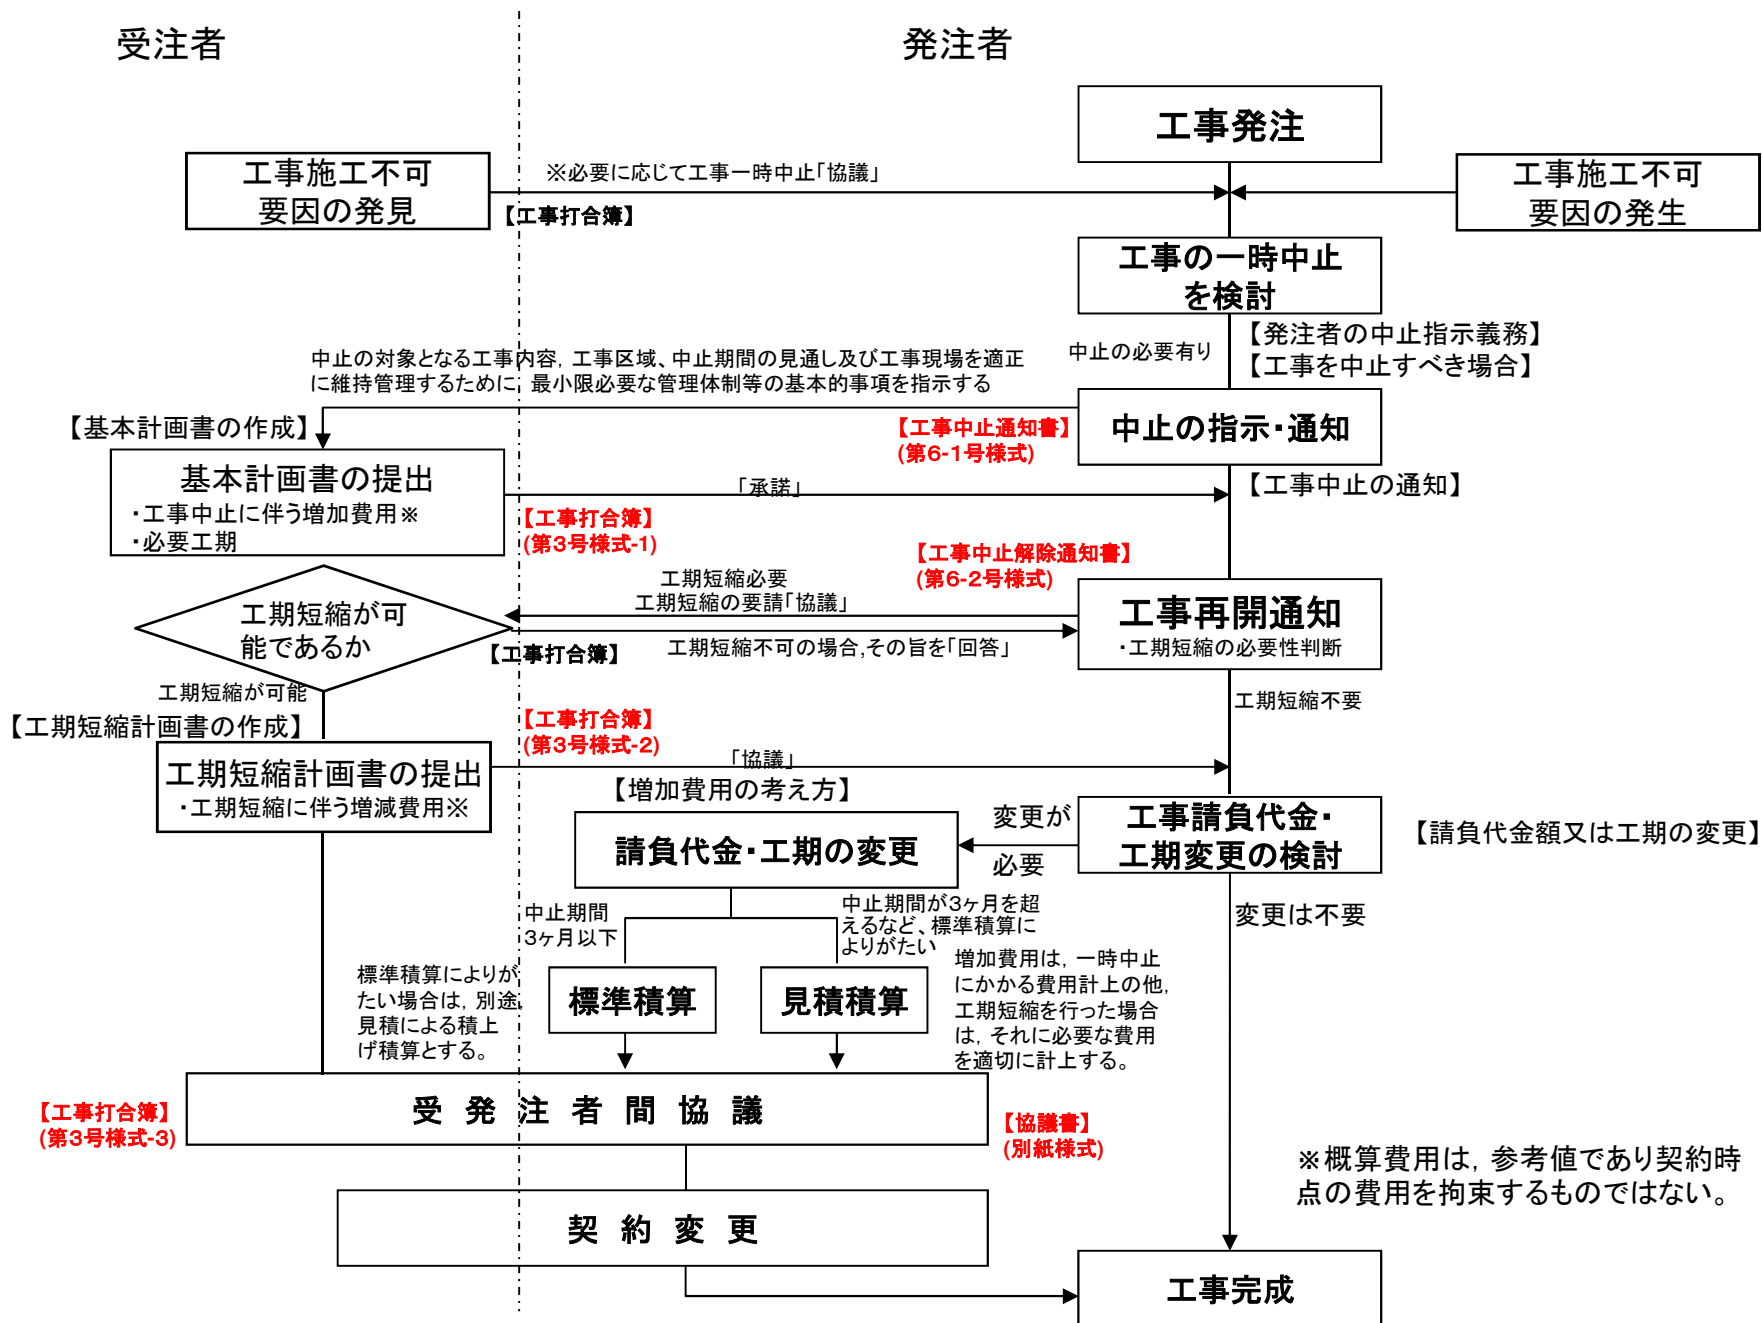 受注者
発注者
工事発注
工事施工不可
要因の発見
※必要に応じて工事一時中止「協議」
【工事打合簿】
工事施工不可
要因の発生
工事の一時中止
を検討
中止の必要有り
【発注者の中止指示義務】
【工事を中止すべき場合】
中止の対象となる工事内容，工事区域、中止期間の見通し及び工事現場を適正
に維持管理するために，最小限必要な管理体制等の基本的事項を指示する
【基本計画書の作成】
【工事中止通知書】
(第6-1号様式)
中止の指示・通知
基本計画書の提出
・工事中止に伴う増加費用※
・必要工期
「承諾」
【工事中止の通知】
【工事打合簿】
(第3号様式-1)
【工事中止解除通知書】
(第6-2号様式)
工期短縮が可
能であるか
工期短縮必要
工期短縮の要請「協議」
【工事打合簿】
工期短縮不可の場合，その旨を「回答」
工事再開通知
・工期短縮の必要性判断
工期短縮が可能
工期短縮不要
【工期短縮計画書の作成】
【工事打合簿】
(第3号様式-2)
工期短縮計画書の提出
・工期短縮に伴う増減費用※
「協議」
【増加費用の考え方】
請負代金・工期の変更
変更が
必要
工事請負代金・
工期変更の検討
【請負代金額又は工期の変更】
中止期間
3ヶ月以下
中止期間が3ヶ月を超
えるなど、標準積算に
よりがたい
変更は不要
標準積算によりが
たい場合は，別途，
見積による積上
げ積算とする。
標準積算
見積積算
増加費用は，一時中止
にかかる費用計上の他，
工期短縮を行った場合
は，それに必要な費用
を適切に計上する。
【工事打合簿】
(第3号様式-3)
受発注者間協議
【協議書】
(別紙様式)
※概算費用は，参考値であり契約時
点の費用を拘束するものではない。
契約変更
工事完成